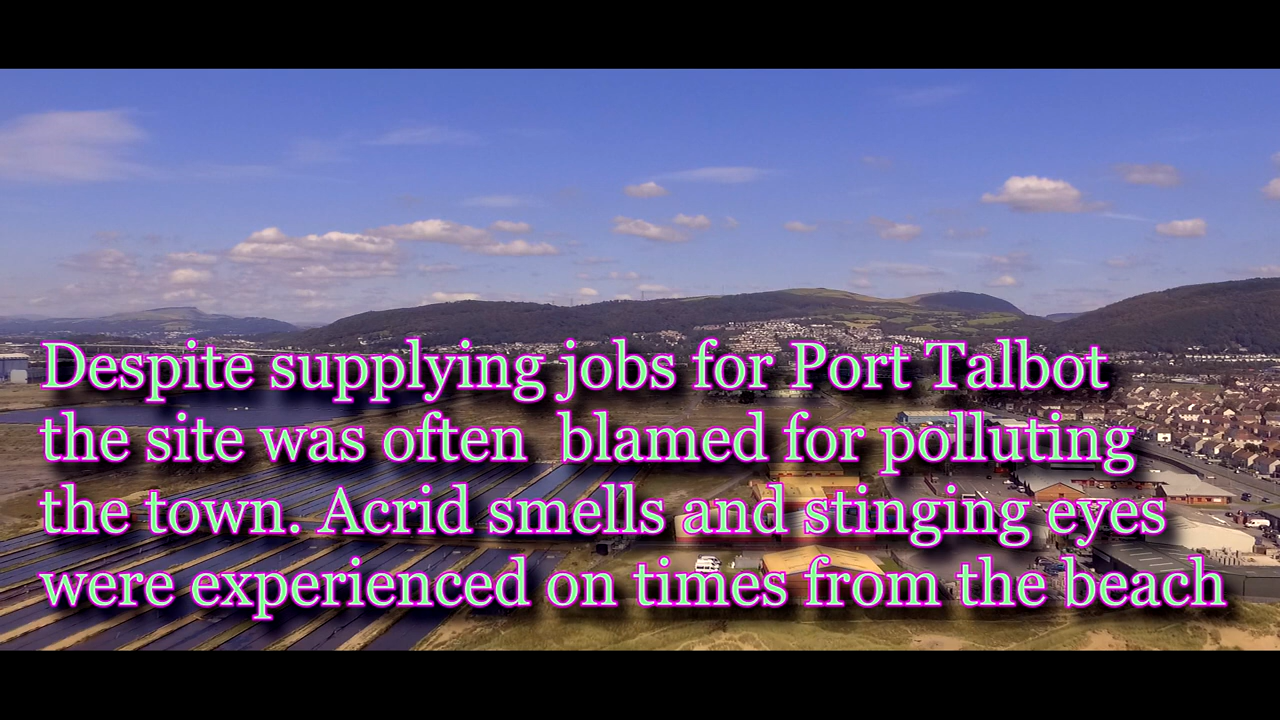 Despite supplying jobs for Port Talbot
the site was often  blamed for polluting
the town. Acrid smells and stinging eyes
were experienced on times from the beach